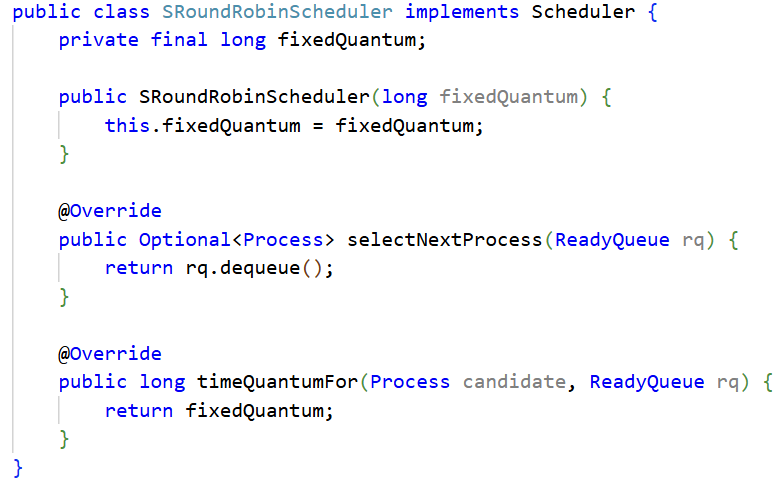 public class SRoundRobinScheduler implements Scheduler {
    private final long fixedQuantum;

    public SRoundRobinScheduler(long fixedQuantum) {
        this.fixedQuantum = fixedQuantum;
    }

    @Override
    public Optional<Process> selectNextProcess(ReadyQueue rq) {
        return rq.dequeue();
    }

    @Override
    public long timeQuantumFor(Process candidate, ReadyQueue rq) {
        return fixedQuantum;
    }
}